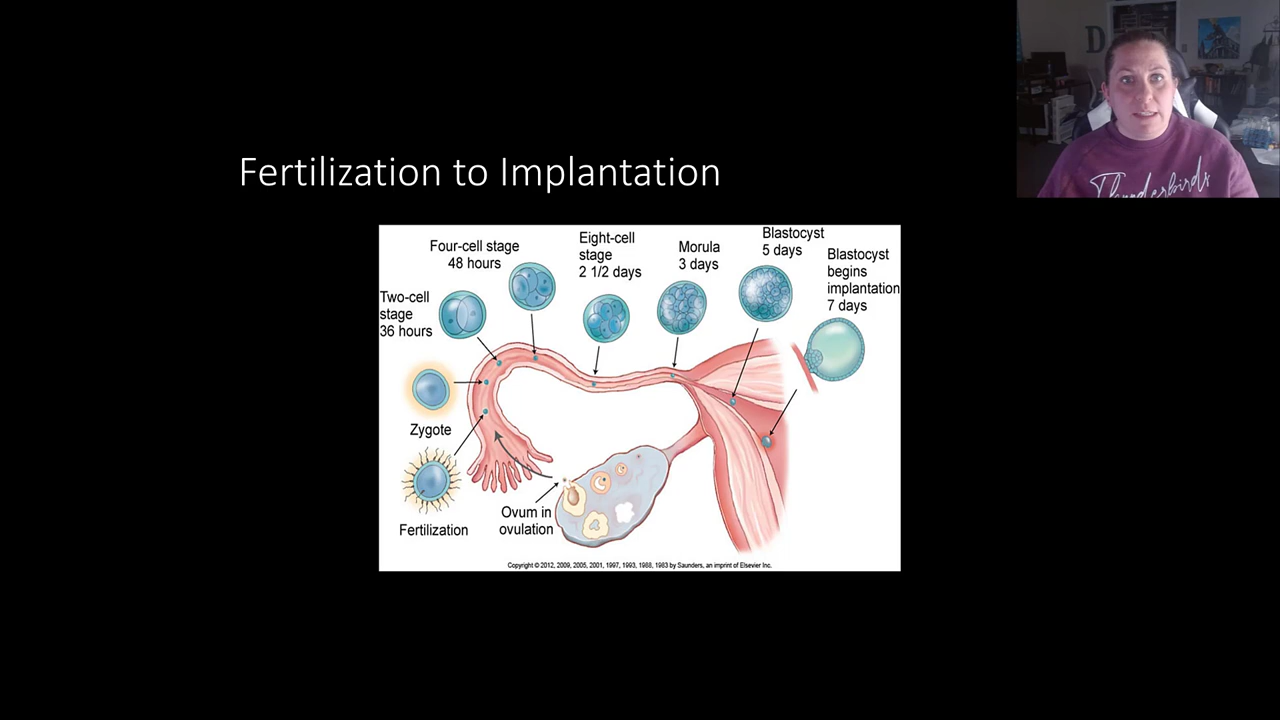 Fertilization to Implantation
Four-cell stage
48 hours
Eight-cell
stage
2 1/2 days
Morula
3 days
Blastocyst
5 days
Blastocyst
begins
implantation
7 days
Two-cell
stage
36 hours
Zygote
Fertilization
Ovum in
ovulation
Copyright © 2012, 2009, 2005, 2001, 1997, 1993, 1988, 1983 by Saunders, an imprint of Elsevier Inc.
Thunderbirds
D